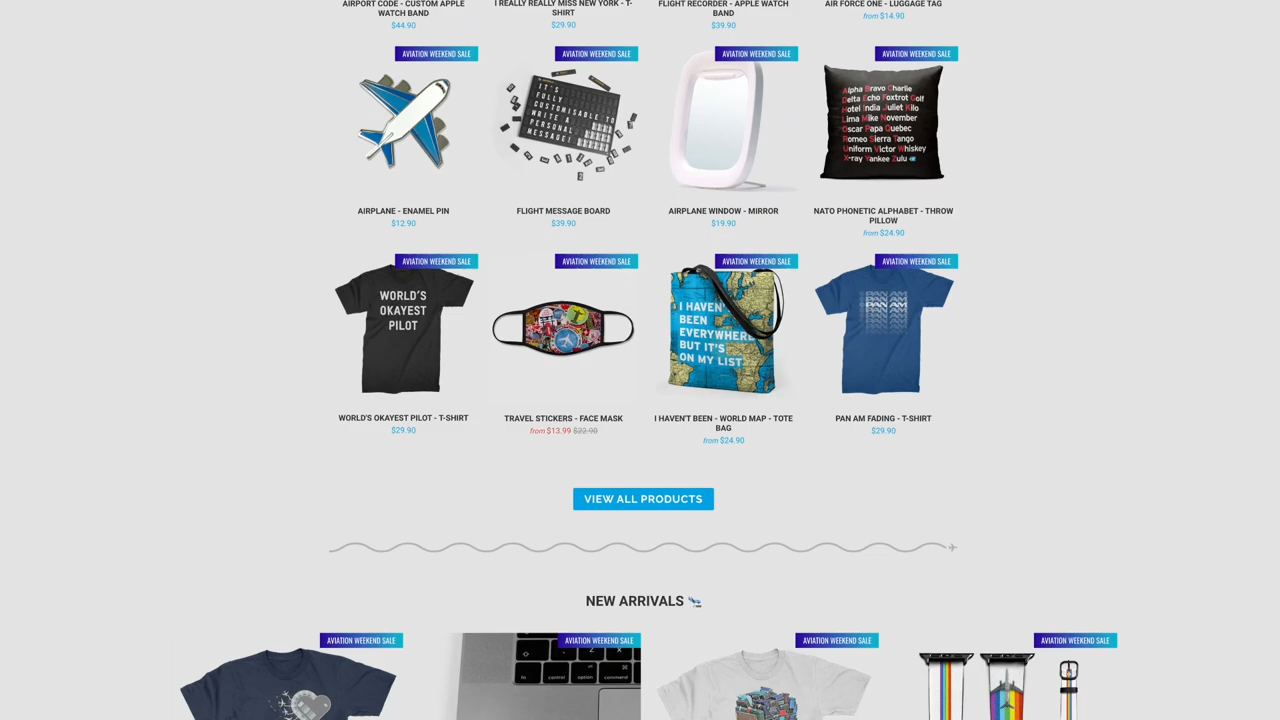 AIRPORT CODE - CUSTOM APPLE
WATCH BAND
$44.90
I REALLY REALLY MISS NEW YORK - T-
SHIRT
$29.90
FLIGHT RECORDER - APPLE WATCH
BAND
$39.90
AIR FORCE ONE - LUGGAGE TAG
from $14.90
AVIATION WEEKEND SALE
AIRPLANE - ENAMEL PIN
$12.90
AVIATION WEEKEND SALE
IT'S
FULLY
CUSTOMISABLE TO
WRITE A
PERSONAL
MESSAGE!
FLIGHT MESSAGE BOARD
$39.90
AVIATION WEEKEND SALE
AIRPLANE WINDOW - MIRROR
$19.90
AVIATION WEEKEND SALE
Alpha Bravo Charlie
Delta Echo Foxtrot Golf
Hotel India Juliet Kilo
Lima Mike November
Oscar Papa Quebec
Romeo Sierra Tango
Uniform Victor Whiskey
X-ray Yankee Zulu
NATO PHONETIC ALPHABET - THROW
PILLOW
from $24.90
AVIATION WEEKEND SALE
WORLD'S
OKAYEST
PILOT
WORLD'S OKAYEST PILOT - T-SHIRT
$29.90
AVIATION WEEKEND SALE
TRAVEL STICKERS - FACE MASK
from $13.99 $22.90
AVIATION WEEKEND SALE
I HAVEN'T
BEEN
EVERYWHERE
BUT IT'S
ON MY LIST.
I HAVEN'T BEEN - WORLD MAP - TOTE
BAG
from $24.90
AVIATION WEEKEND SALE
PAN AM
PAN AM
PAN AM FADING - T-SHIRT
$29.90
VIEW ALL PRODUCTS
NEW ARRIVALS
AVIATION WEEKEND SALE
AVIATION WEEKEND SALE
Z
X
fn
control
option
command
AVIATION WEEKEND SALE
AVIATION WEEKEND SALE